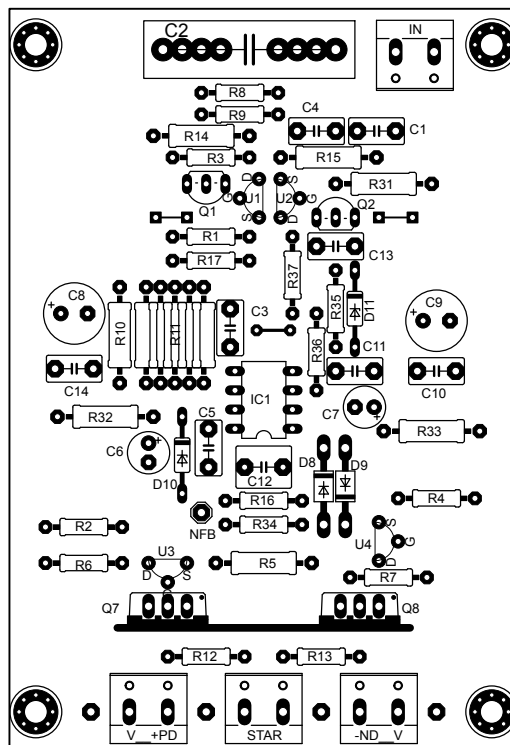 C2
IN
R8
R9
C4
C1
R14
R3
R15
R31
D
S
G
U1
U2
G
Q1
S
D
Q2
R1
C13
R17
R37
C8
R35
D11
C9
R10
R11
C3
R36
C14
C11
C10
IC1
R32
C5
C7
R33
C6
D10
C12
D8
D9
R16
R4
NFB
R34
R2
S
U4
G
U3
D
R6
D
S
R5
R7
G
Q7
Q8
R12
R13
V__+PD
STAR
-ND__V